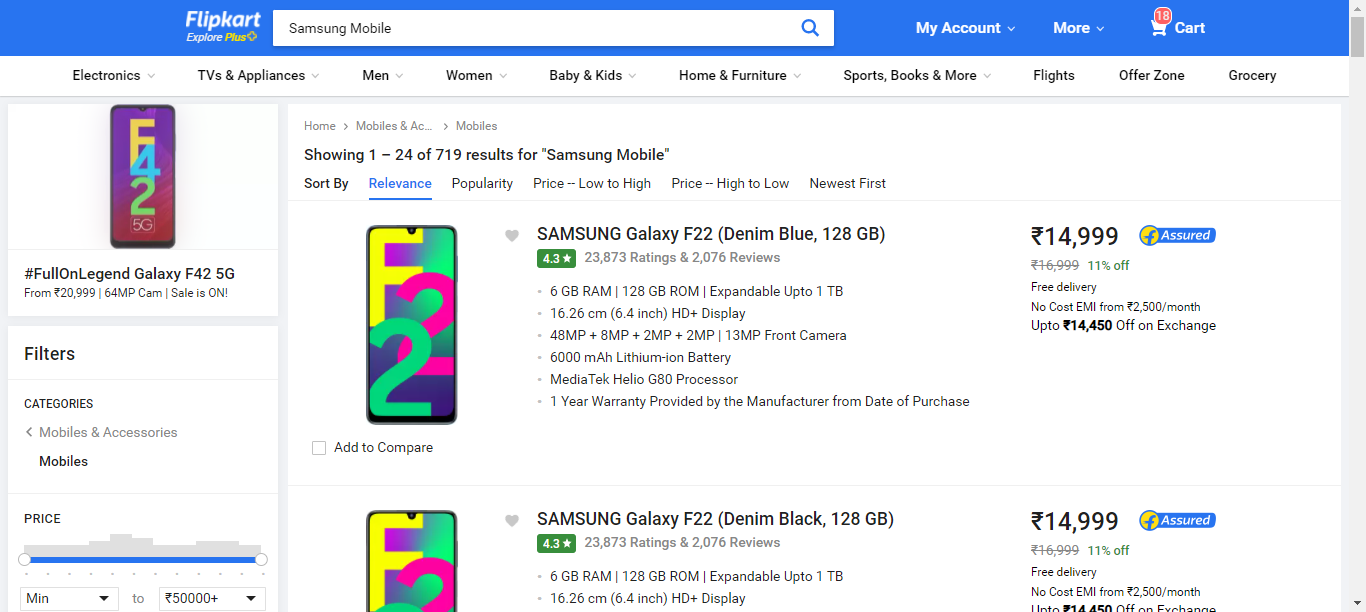 Flipkart
Explore Plus
Samsung Mobile
My Account
More
18
Cart
Electronics
TVs & Appliances
Men
Women
Baby & Kids
Home & Furniture
Sports, Books & More
Flights
Offer Zone
Grocery
F42
5G
#FullOnLegend Galaxy F42 5G
From ₹20,999 | 64MP Cam | Sale is ON!
Filters
CATEGORIES
Mobiles & Accessories
Mobiles
PRICE
Min
to
₹50000+
Home
Mobiles & Ac...
Mobiles
Showing 1 – 24 of 719 results for "Samsung Mobile"
Sort By
Relevance
Popularity
Price -- Low to High
Price -- High to Low
Newest First
F22
Add to Compare
SAMSUNG Galaxy F22 (Denim Blue, 128 GB)
4.3 ★ 23,873 Ratings & 2,076 Reviews
6 GB RAM | 128 GB ROM | Expandable Upto 1 TB
16.26 cm (6.4 inch) HD+ Display
48MP + 8MP + 2MP + 2MP | 13MP Front Camera
6000 mAh Lithium-ion Battery
MediaTek Helio G80 Processor
1 Year Warranty Provided by the Manufacturer from Date of Purchase
₹14,999
f Assured
₹16,999 11% off
Free delivery
No Cost EMI from ₹2,500/month
Upto ₹14,450 Off on Exchange
SAMSUNG Galaxy F22 (Denim Black, 128 GB)
4.3 ★ 23,873 Ratings & 2,076 Reviews
6 GB RAM | 128 GB ROM | Expandable Upto 1 TB
16.26 cm (6.4 inch) HD+ Display
₹14,999
f Assured
₹16,999 11% off
Free delivery
No Cost EMI from ₹2,500/month
Upto ₹14,450 Off on Exchange